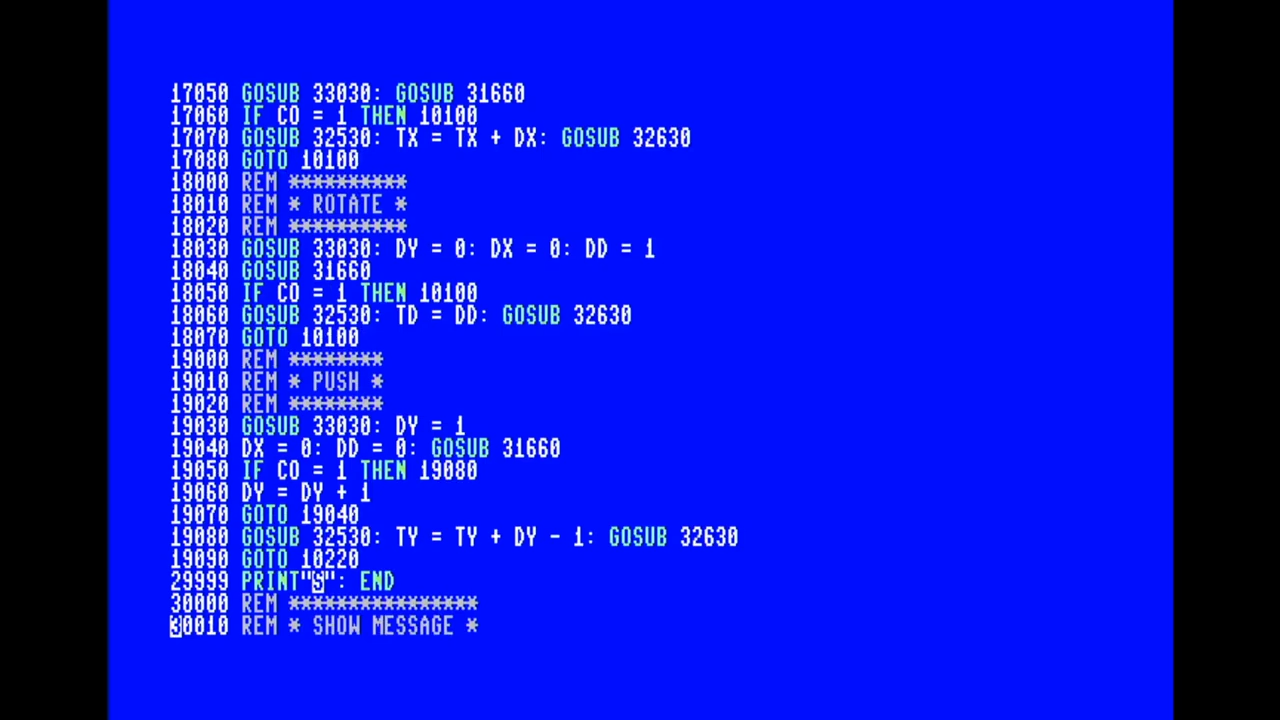 17050 GOSUB 33030: GOSUB 31660
17060 IF CO = 1 THEN 10100
17070 GOSUB 32530: TX = TX + DX: GOSUB 32630
17080 GOTO 10100
18000 REM **********
18010 REM * ROTATE *
18020 REM **********
18030 GOSUB 33030: DY = 0: DX = 0: DD = 1
18040 GOSUB 31660
18050 IF CO = 1 THEN 10100
18060 GOSUB 32530: TD = DD: GOSUB 32630
18070 GOTO 10100
19000 REM ********
19010 REM * PUSH *
19020 REM ********
19030 GOSUB 33030: DY = 1
19040 DX = 0: DD = 0: GOSUB 31660
19050 IF CO = 1 THEN 19080
19060 DY = DY + 1
19070 GOTO 19040
19080 GOSUB 32530: TY = TY + DY - 1: GOSUB 32630
19090 GOTO 10220
29999 PRINT"S": END
30000 REM ****************
30010 REM * SHOW MESSAGE *